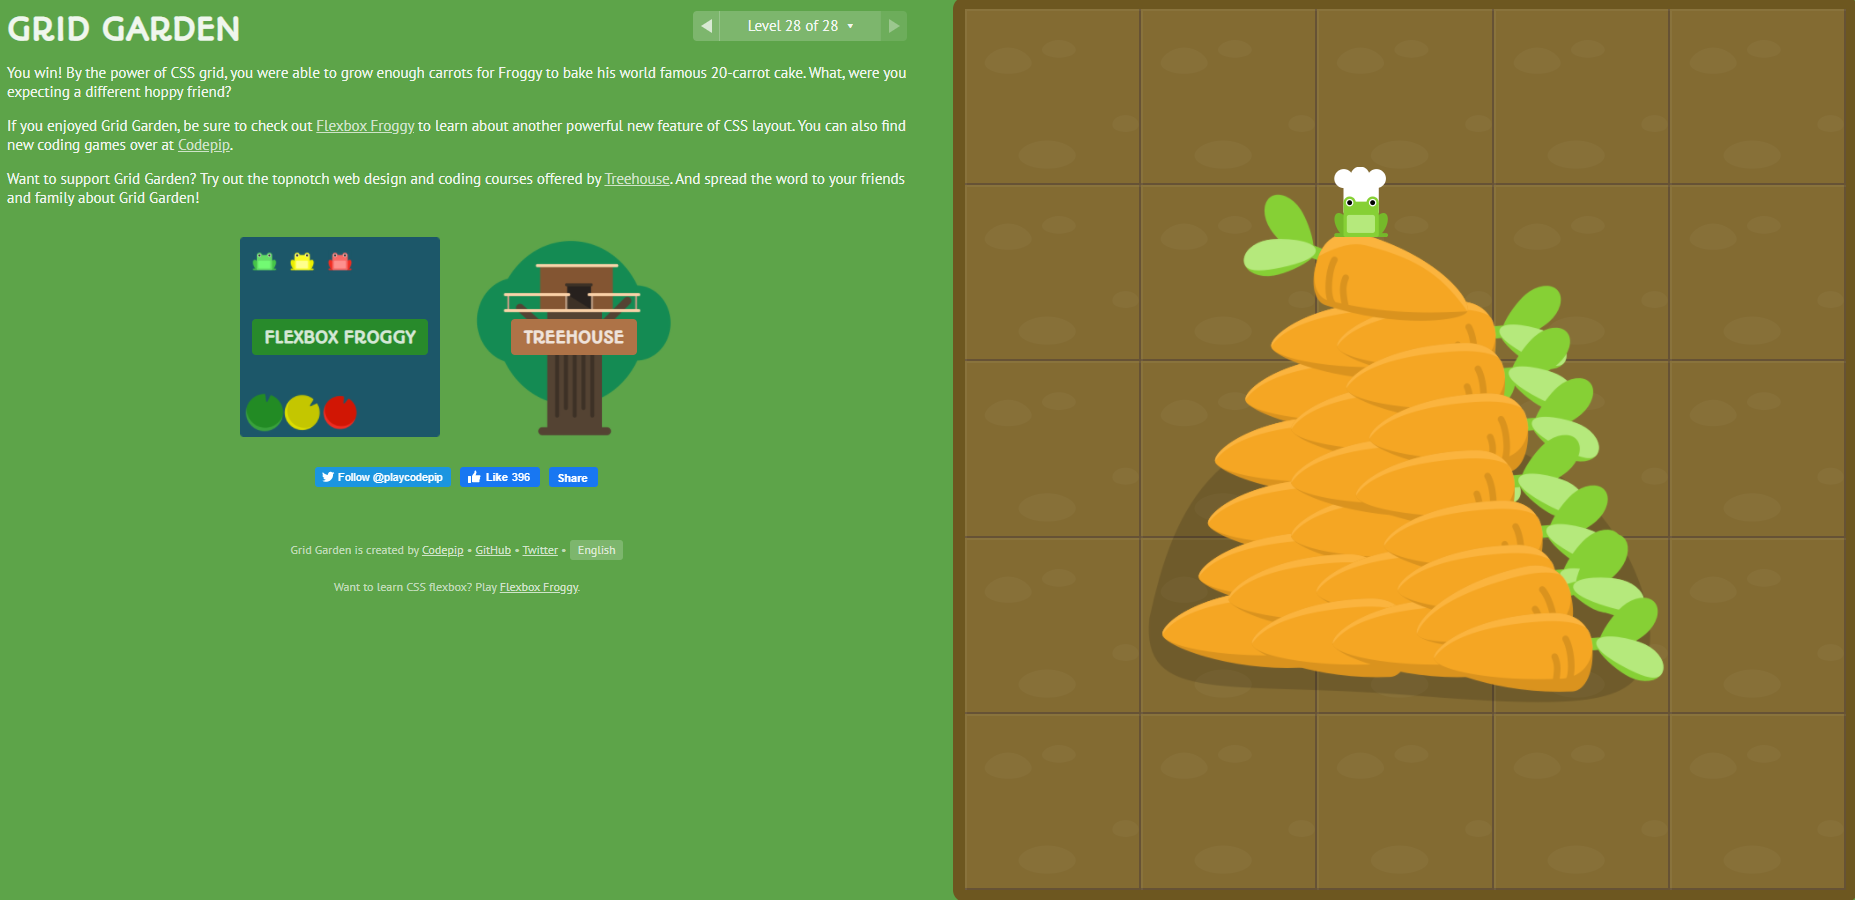 GRID GARDEN
Level 28 of 28
You win! By the power of CSS grid, you were able to grow enough carrots for Froggy to bake his world famous 20-carrot cake. What, were you
expecting a different hoppy friend?
If you enjoyed Grid Garden, be sure to check out Flexbox Froggy to learn about another powerful new feature of CSS layout. You can also find
new coding games over at Codepip.
Want to support Grid Garden? Try out the topnotch web design and coding courses offered by Treehouse. And spread the word to your friends
and family about Grid Garden!
FLEXBOX FROGGY
TREEHOUSE
Follow @playcodepip
Like 396
Share
Grid Garden is created by Codepip • GitHub • Twitter • English
Want to learn CSS flexbox? Play Flexbox Froggy.